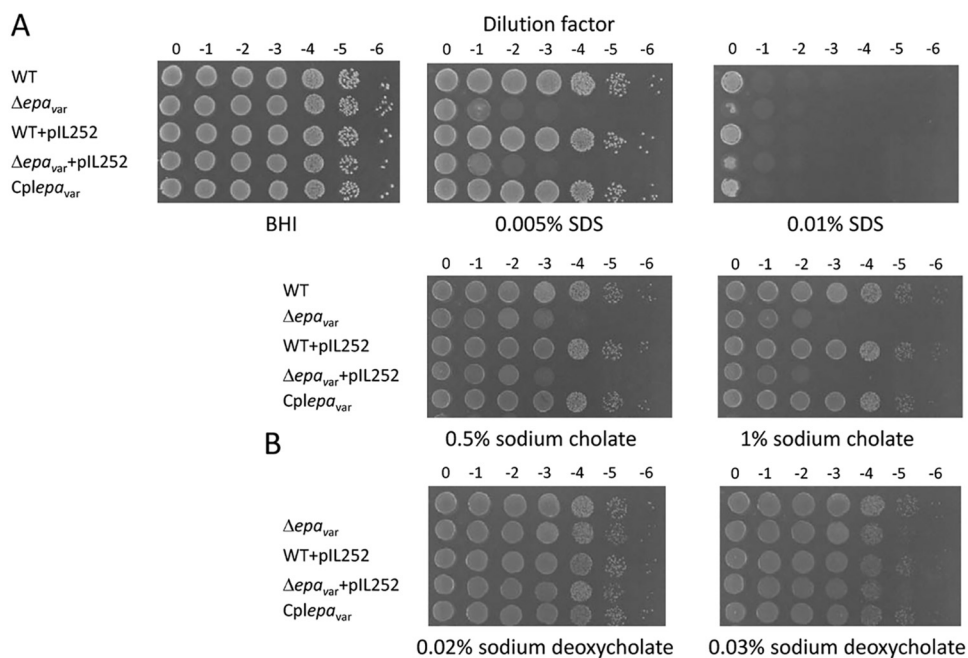 A
Dilution factor
0 -1 -2 -3 -4 -5 -6 0 -1 -2 -3 -4 -5 -6 0 -1 -2 -3 -4 -5 -6
WT
Δepavar
WT+pIL252
Δepavar+pIL252
Cplepavar
BHI 0.005% SDS 0.01% SDS
0 -1 -2 -3 -4 -5 -6 0 -1 -2 -3 -4 -5 -6
WT
Δepavar
WT+pIL252
Δepavar+pIL252
Cplepavar
0.5% sodium cholate 1% sodium cholate
B
0 -1 -2 -3 -4 -5 -6 0 -1 -2 -3 -4 -5 -6
Δepavar
WT+pIL252
Δepavar+pIL252
Cplepavar
0.02% sodium deoxycholate 0.03% sodium deoxycholate